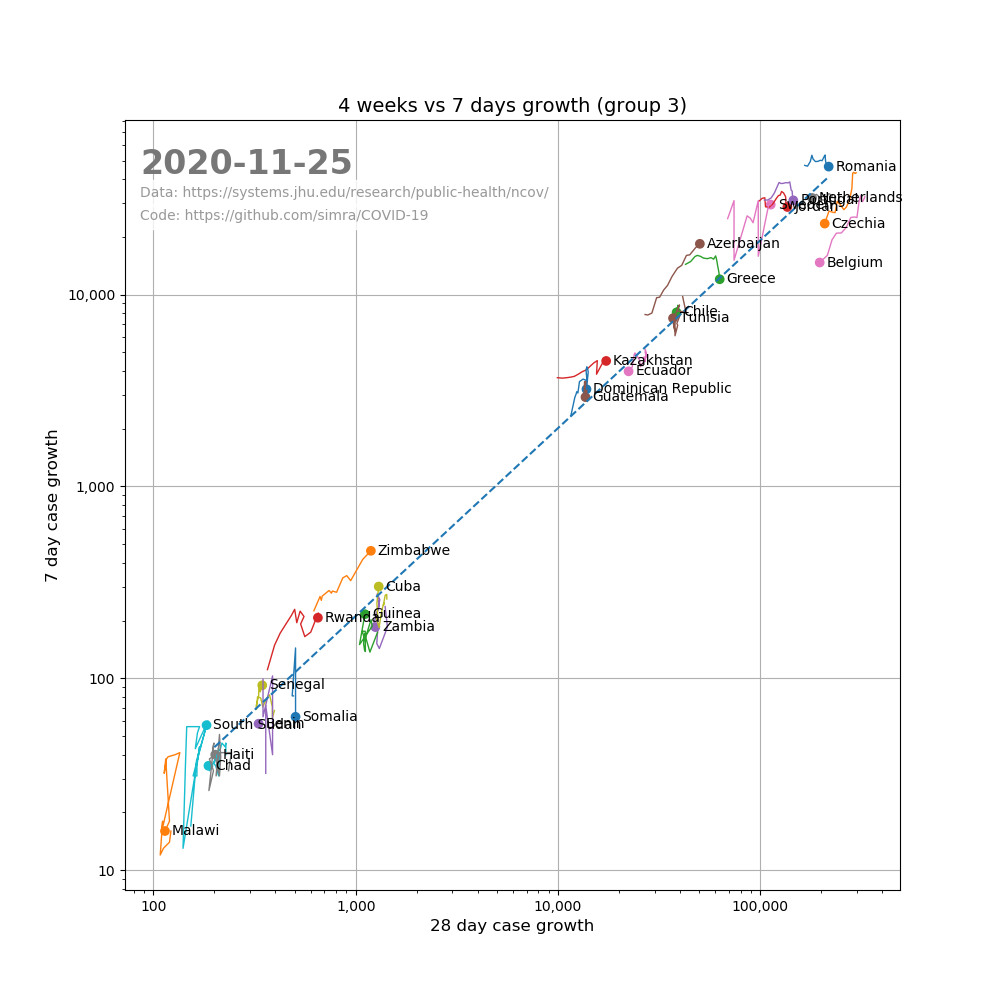 4 weeks vs 7 days growth (group 3)
2020-11-25
Data: https://systems.jhu.edu/research/public-health/ncov/
Code: https://github.com/simra/COVID-19
Romania
Netherlands
Portugal
Sweden
Jordan
Czechia
Azerbaijan
Belgium
Greece
10,000
Chile
Tunisia
Kazakhstan
Ecuador
Dominican Republic
Guatemala
7 day case growth
1,000
Zimbabwe
Cuba
Guinea
Rwanda
Zambia
100
Senegal
Somalia
South Sudan
Benin
Haiti
Chad
Malawi
10
100
1,000
10,000
100,000
28 day case growth